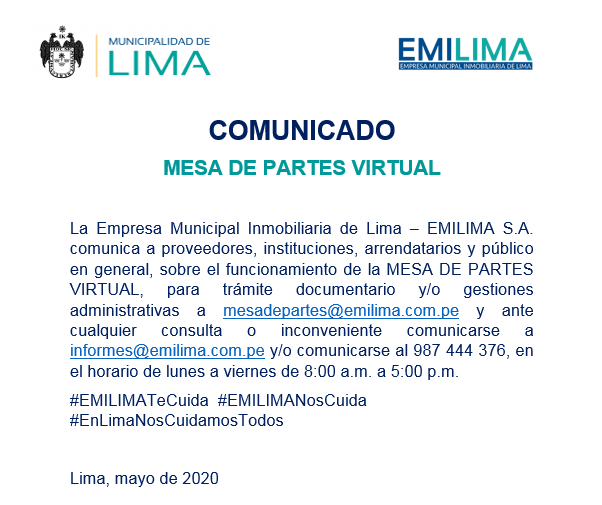 MUNICIPALIDAD DE
LIMA
EMILIMA
EMPRESA MUNICIPAL INMOBILIARIA DE LIMA
COMUNICADO
MESA DE PARTES VIRTUAL
La Empresa Municipal Inmobiliaria de Lima – EMILIMA S.A.
comunica a proveedores, instituciones, arrendatarios y público
en general, sobre el funcionamiento de la MESA DE PARTES
VIRTUAL, para trámite documentario y/o gestiones
administrativas a mesadepartes@emilima.com.pe y ante
cualquier consulta o inconveniente comunicarse a
informes@emilima.com.pe y/o comunicarse al 987 444 376, en
el horario de lunes a viernes de 8:00 a.m. a 5:00 p.m.
#EMILIMATeCuida #EMILIMANosCuida
#EnLimaNosCuidamosTodos
Lima, mayo de 2020